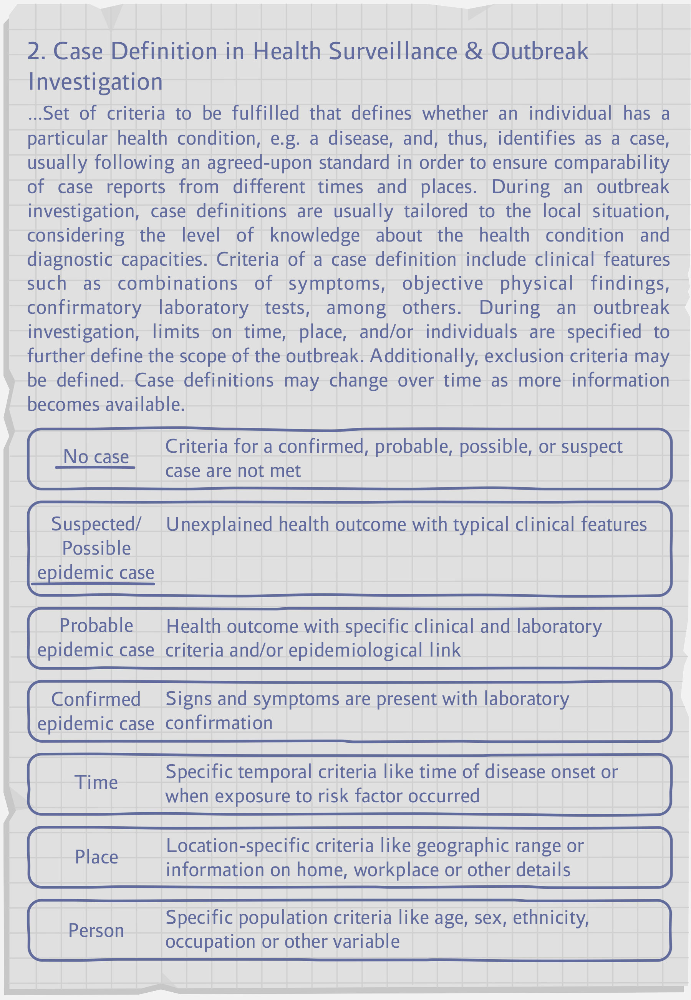 2. Case Definition in Health Surveillance & Outbreak
Investigation
...Set of criteria to be fulfilled that defines whether an individual has a
particular health condition, e.g. a disease, and, thus, identifies as a case,
usually following an agreed-upon standard in order to ensure comparability
of case reports from different times and places. During an outbreak
investigation, case definitions are usually tailored to the local situation,
considering the level of knowledge about the health condition and
diagnostic capacities. Criteria of a case definition include clinical features
such as combinations of symptoms, objective physical findings,
confirmatory laboratory tests, among others. During an outbreak
investigation, limits on time, place, and/or individuals are specified to
further define the scope of the outbreak. Additionally, exclusion criteria may
be defined. Case definitions may change over time as more information
becomes available.
No case
Criteria for a confirmed, probable, possible, or suspect
case are not met
Suspected/
Possible
epidemic case
Unexplained health outcome with typical clinical features
Probable
epidemic case
Health outcome with specific clinical and laboratory
criteria and/or epidemiological link
Confirmed
epidemic case
Signs and symptoms are present with laboratory
confirmation
Time
Specific temporal criteria like time of disease onset or
when exposure to risk factor occurred
Place
Location-specific criteria like geographic range or
information on home, workplace or other details
Person
Specific population criteria like age, sex, ethnicity,
occupation or other variable